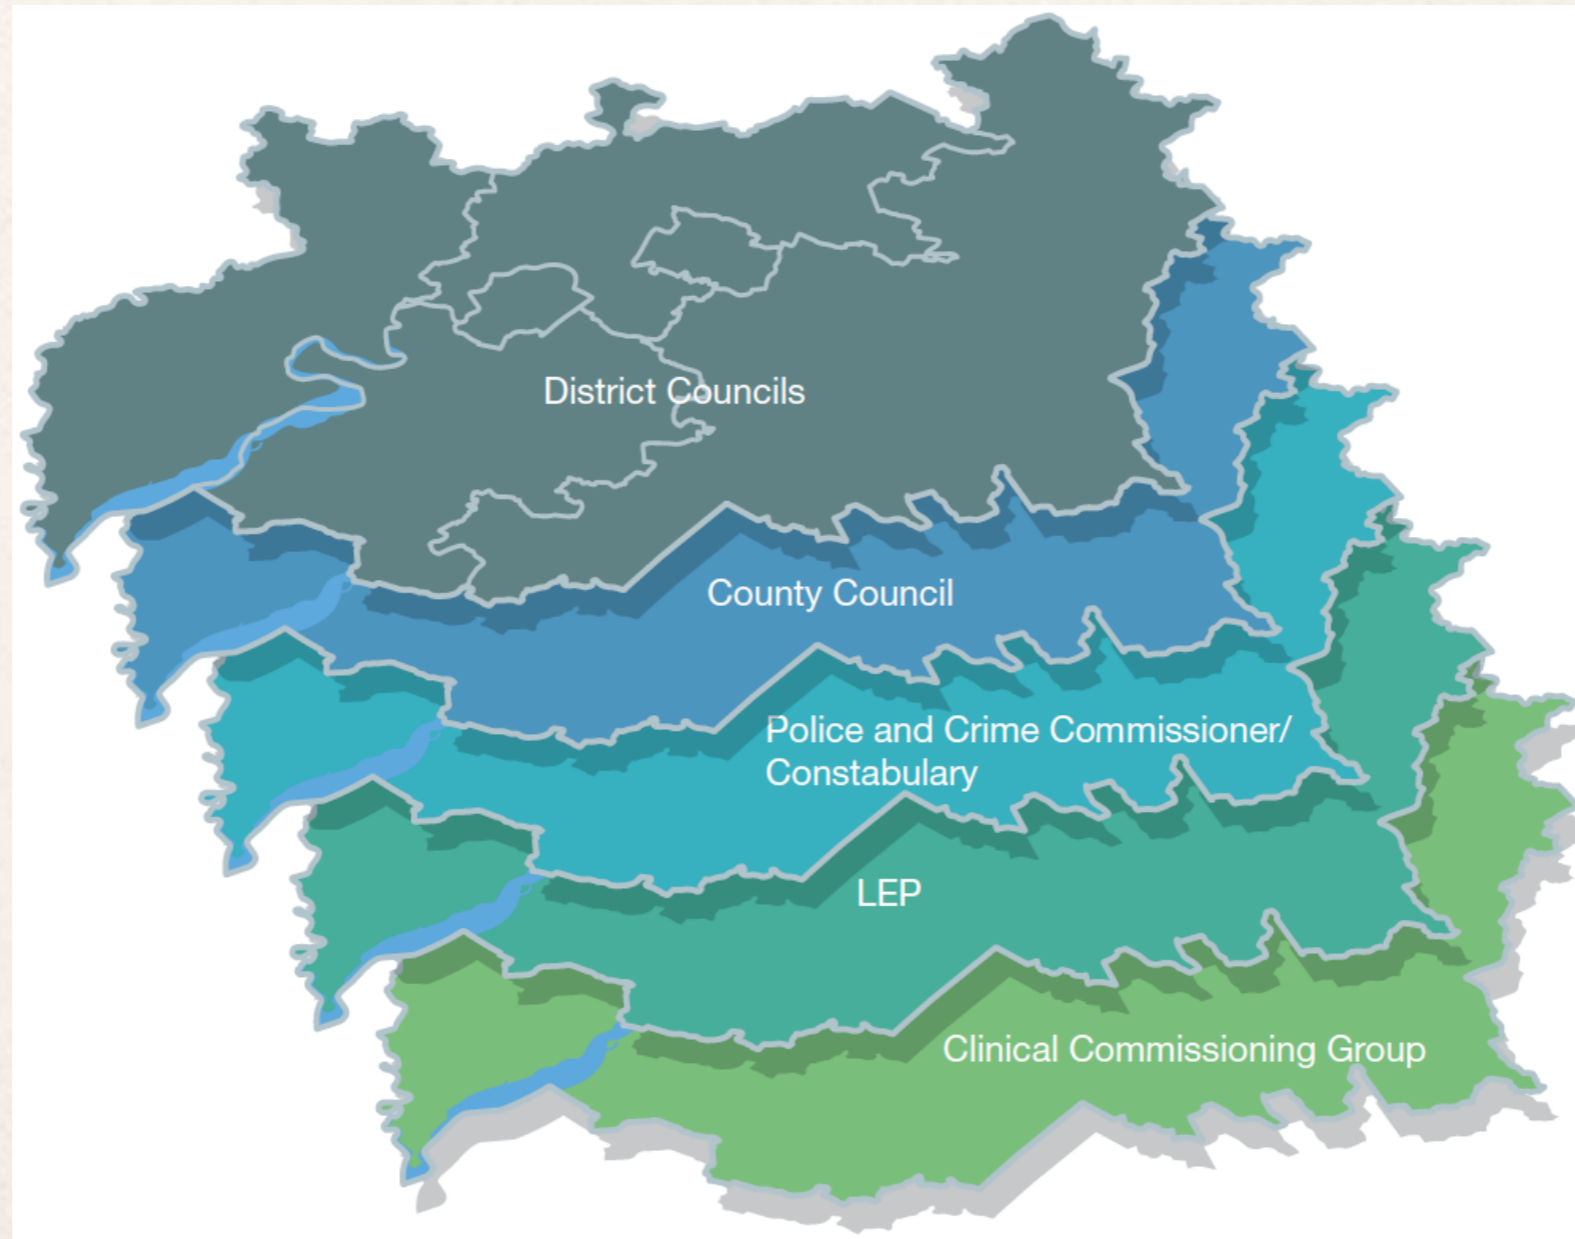 District Councils
County Council
Police and Crime Commissioner/
Constabulary
LEP
Clinical Commissioning Group